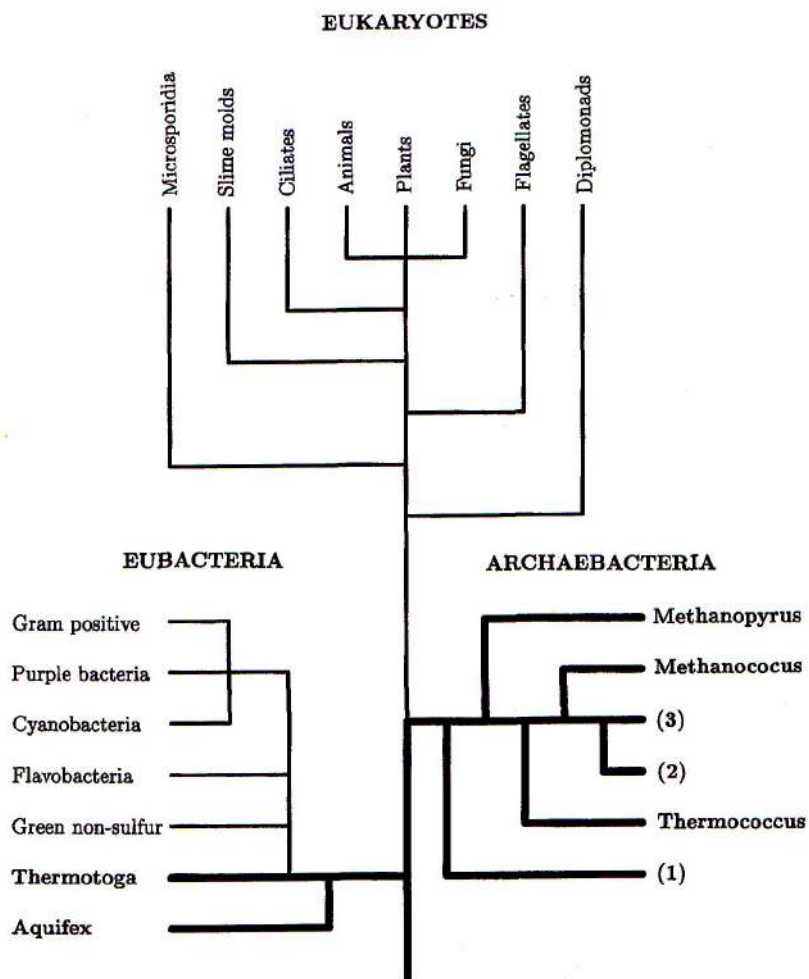 EUKARYOTES
Microsporidia
Slime molds
Ciliates
Animals
Plants
Fungi
Flagellates
Diplomonads
EUBACTERIA
Gram positive
Purple bacteria
Cyanobacteria
Flavobacteria
Green non-sulfur
Thermotoga
Aquifex
ARCHAEBACTERIA
Methanopyrus
Methanococus
(3)
(2)
Thermococcus
(1)